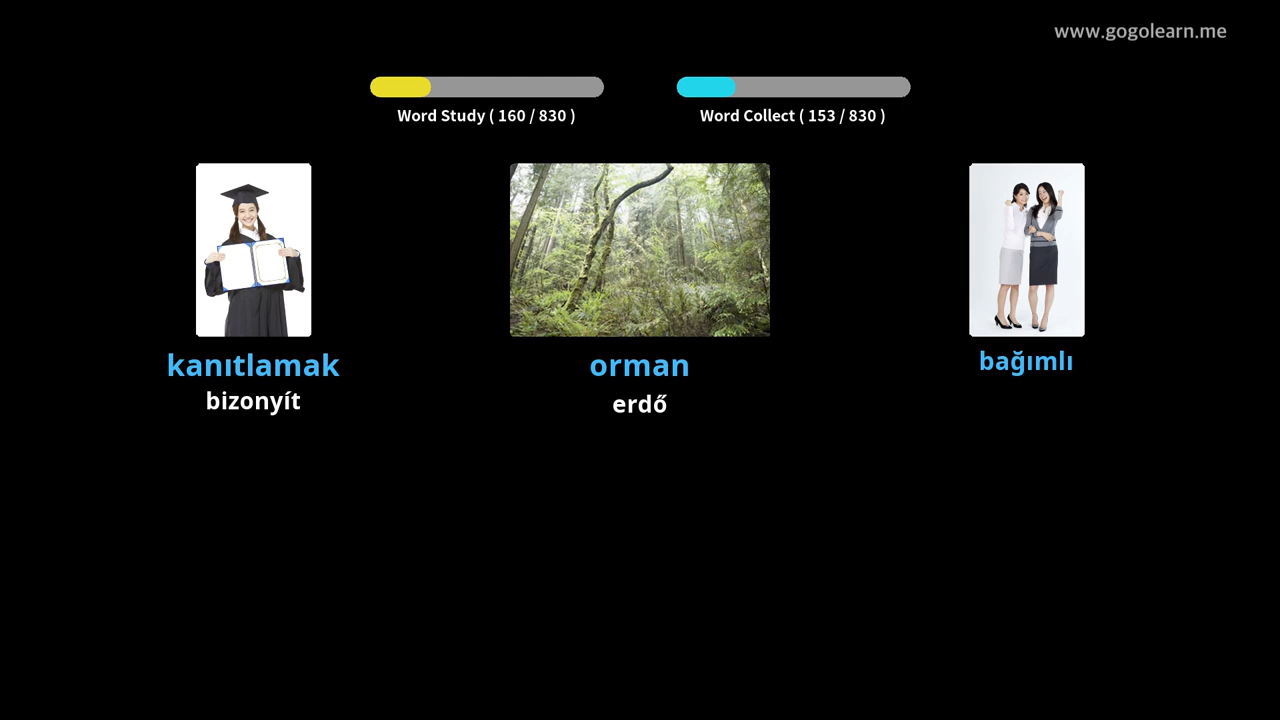 www.gogolearn.me
Word Study ( 160 / 830 )
Word Collect ( 153 / 830 )
kanıtlamak
bizonyít
orman
erdő
bağımlı